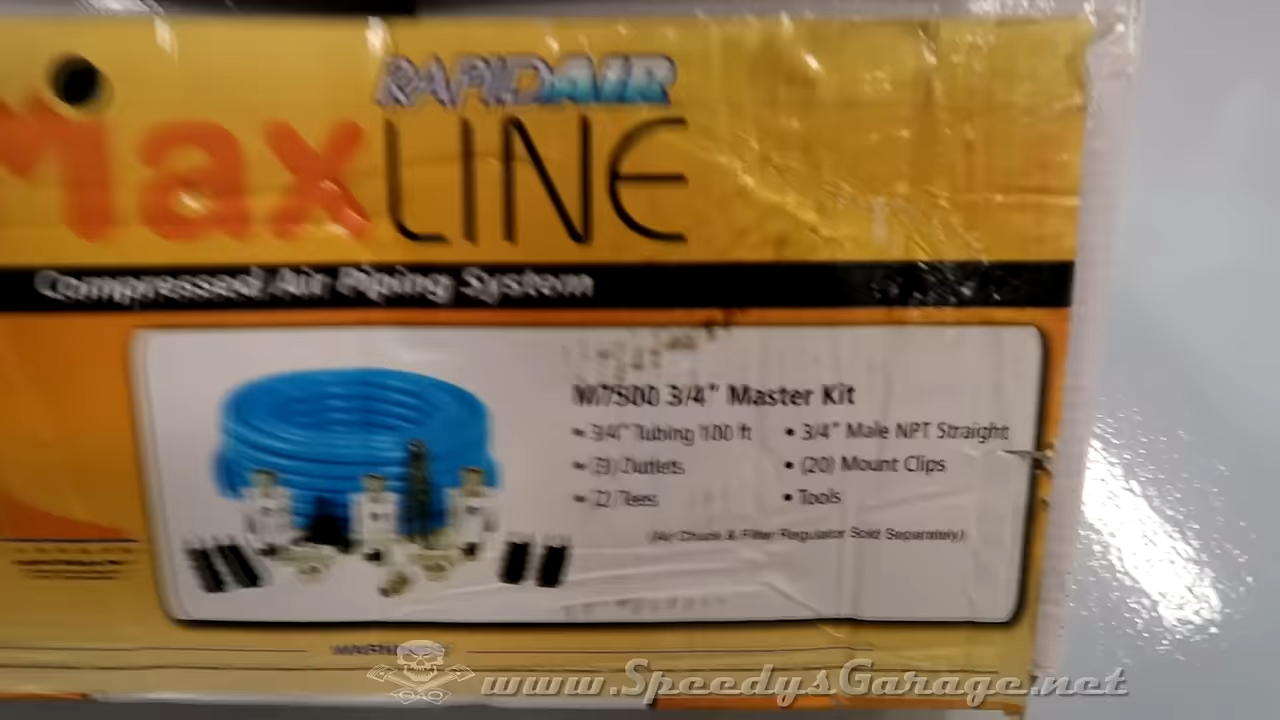 RAPIDAIR
MaxLINE
Compressed Air Piping System
M7500 3/4" Master Kit
• 3/4" Tubing 100 ft
• (3) Outlets
• (2) Tees
• 3/4" Male NPT Straight
• (20) Mount Clips
• Tools
(Air Chuck & Filter Regulator Sold Separately)
www.SpeedysGarage.net